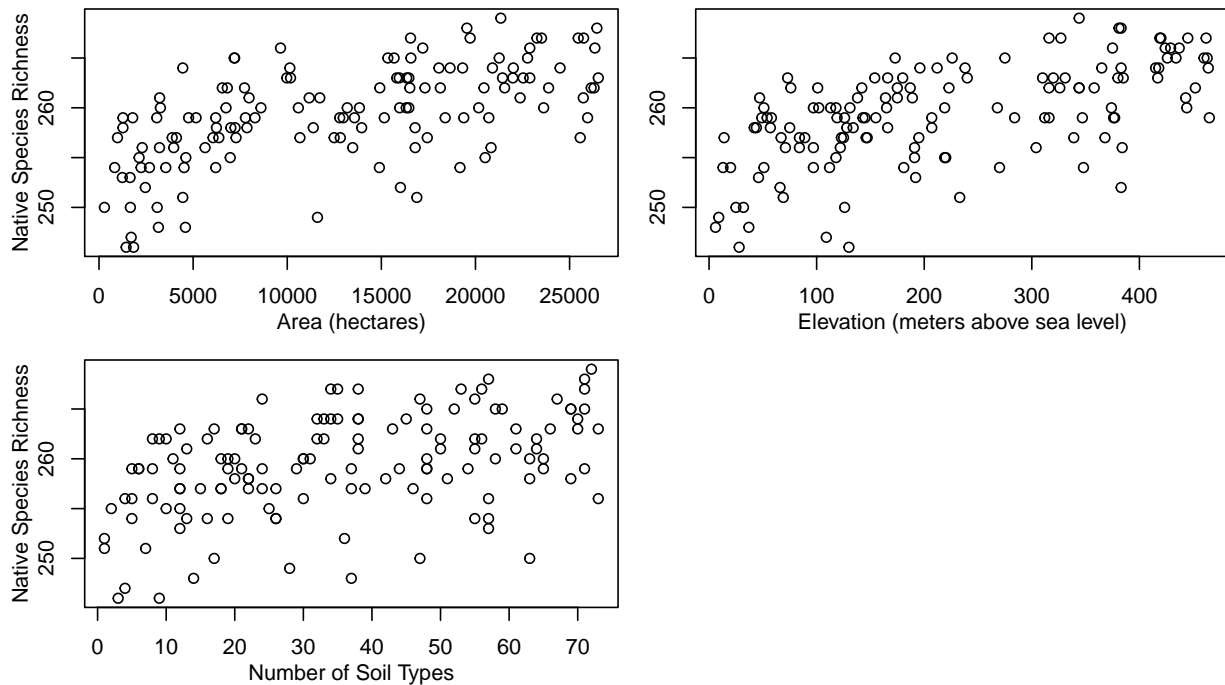 Native Species Richness
250 260
0 5000 10000 15000 20000 25000
Area (hectares)
250 260
0 100 200 300 400
Elevation (meters above sea level)
Native Species Richness
250 260
0 10 20 30 40 50 60 70
Number of Soil Types